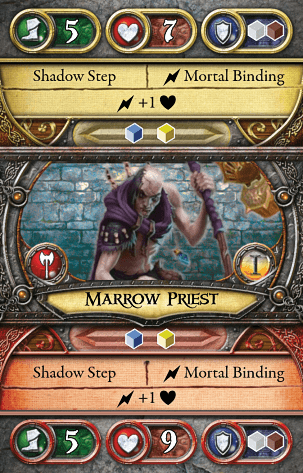 5 7
Shadow Step Mortal Binding
+1
I
MARROW PRIEST
Shadow Step Mortal Binding
+1
5 9